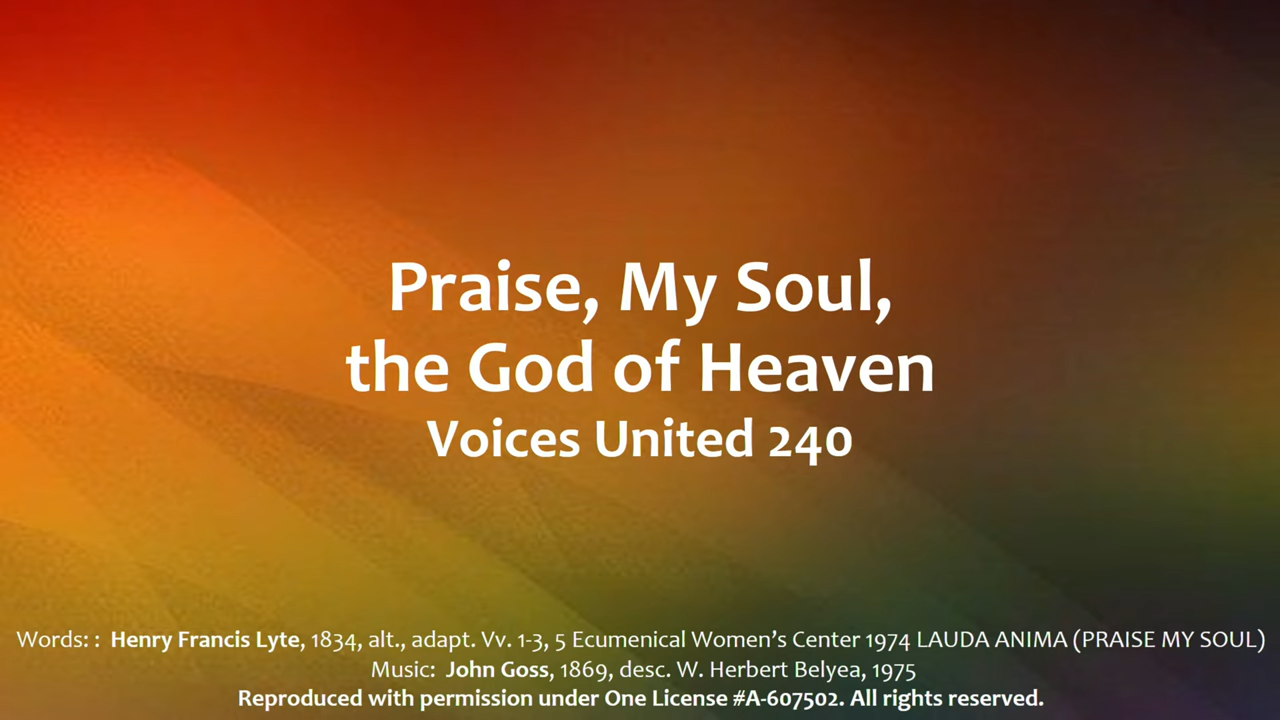 Praise, My Soul,
the God of Heaven
Voices United 240
Words: :  Henry Francis Lyte, 1834, alt., adapt. Vv. 1-3, 5 Ecumenical Women’s Center 1974 LAUDA ANIMA (PRAISE MY SOUL)
Music:  John Goss, 1869, desc. W. Herbert Belyea, 1975
Reproduced with permission under One License #A-607502. All rights reserved.